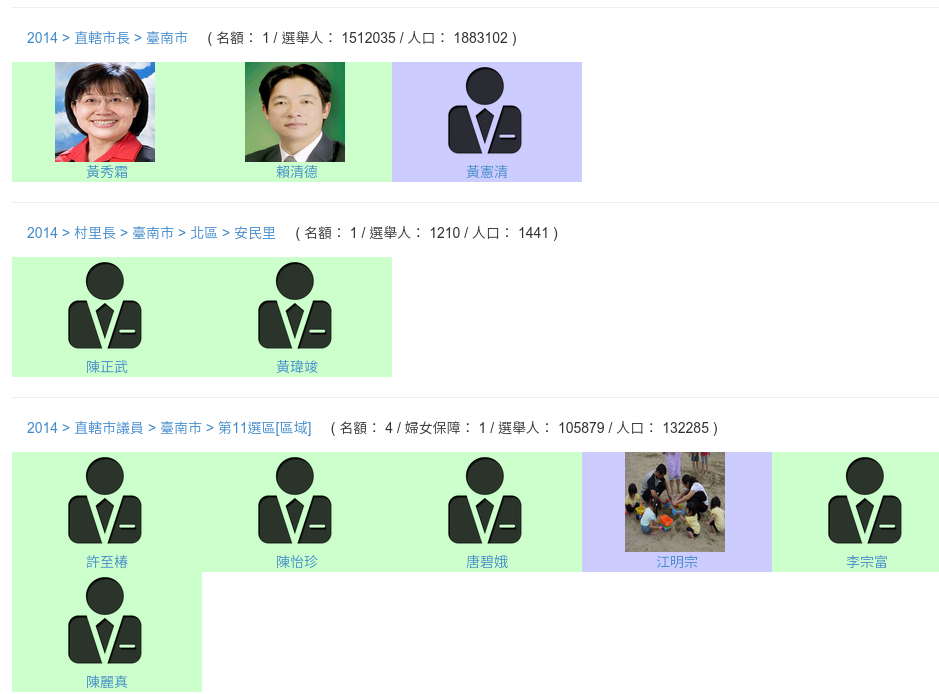 2014 > 直轄市長 > 臺南市 ( 名額： 1 / 選舉人： 1512035 / 人口： 1883102 )
黃秀霜 賴清德 黃憲清
2014 > 村里長 > 臺南市 > 北區 > 安民里 ( 名額： 1 / 選舉人： 1210 / 人口： 1441 )
陳正武 黃瑋竣
2014 > 直轄市議員 > 臺南市 > 第11選區[區域] ( 名額： 4 / 婦女保障： 1 / 選舉人： 105879 / 人口： 132285 )
許至椿 陳怡珍 唐碧娥 江明宗 李宗富
陳麗真